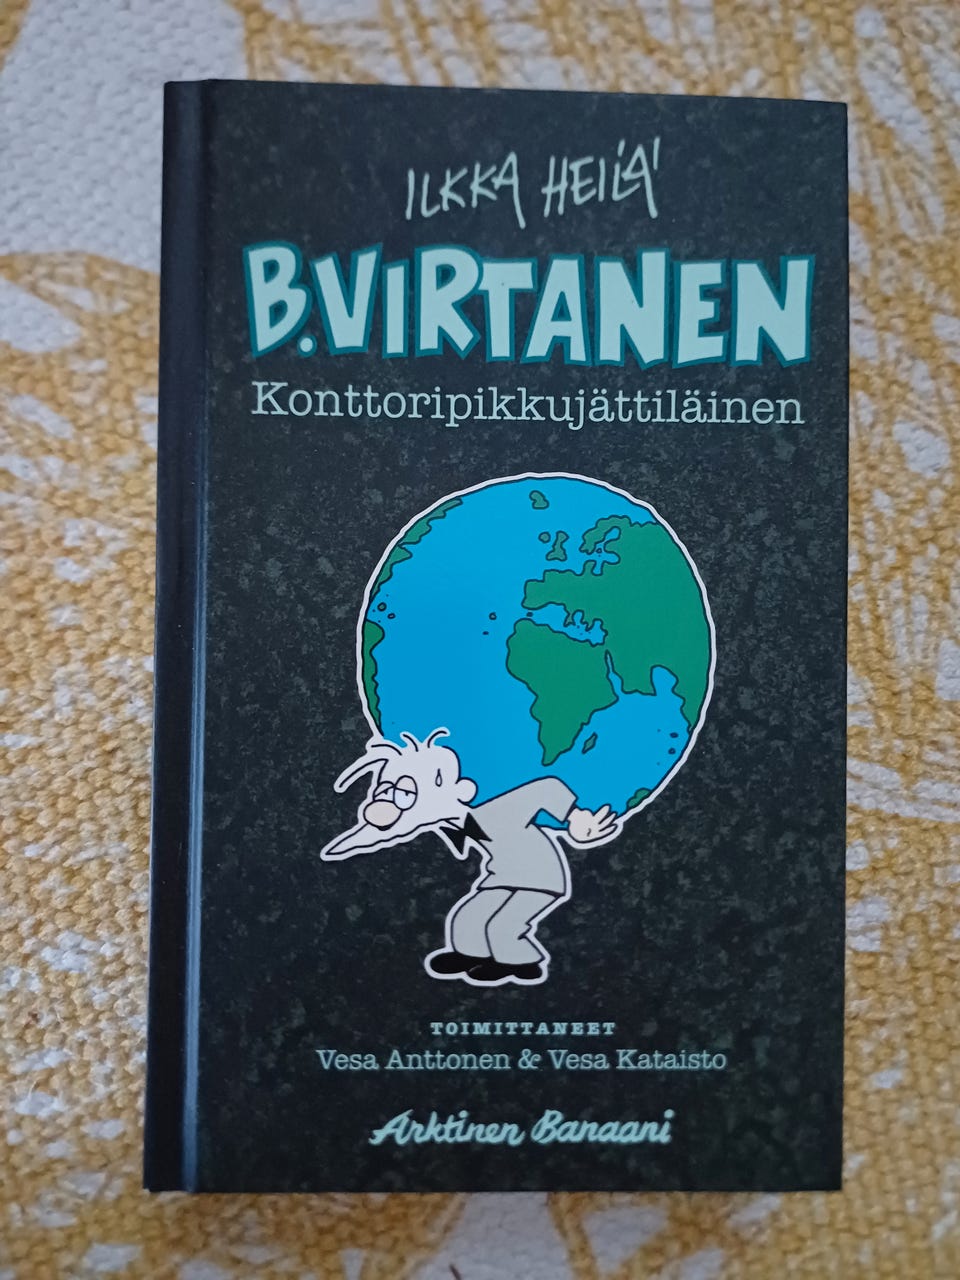 ILKKA HEILÄ
B.VIRTANEN
Konttoripikkujättiläinen
TOIMITTANEET
Vesa Anttonen & Vesa Kataisto
Arktinen Banaani